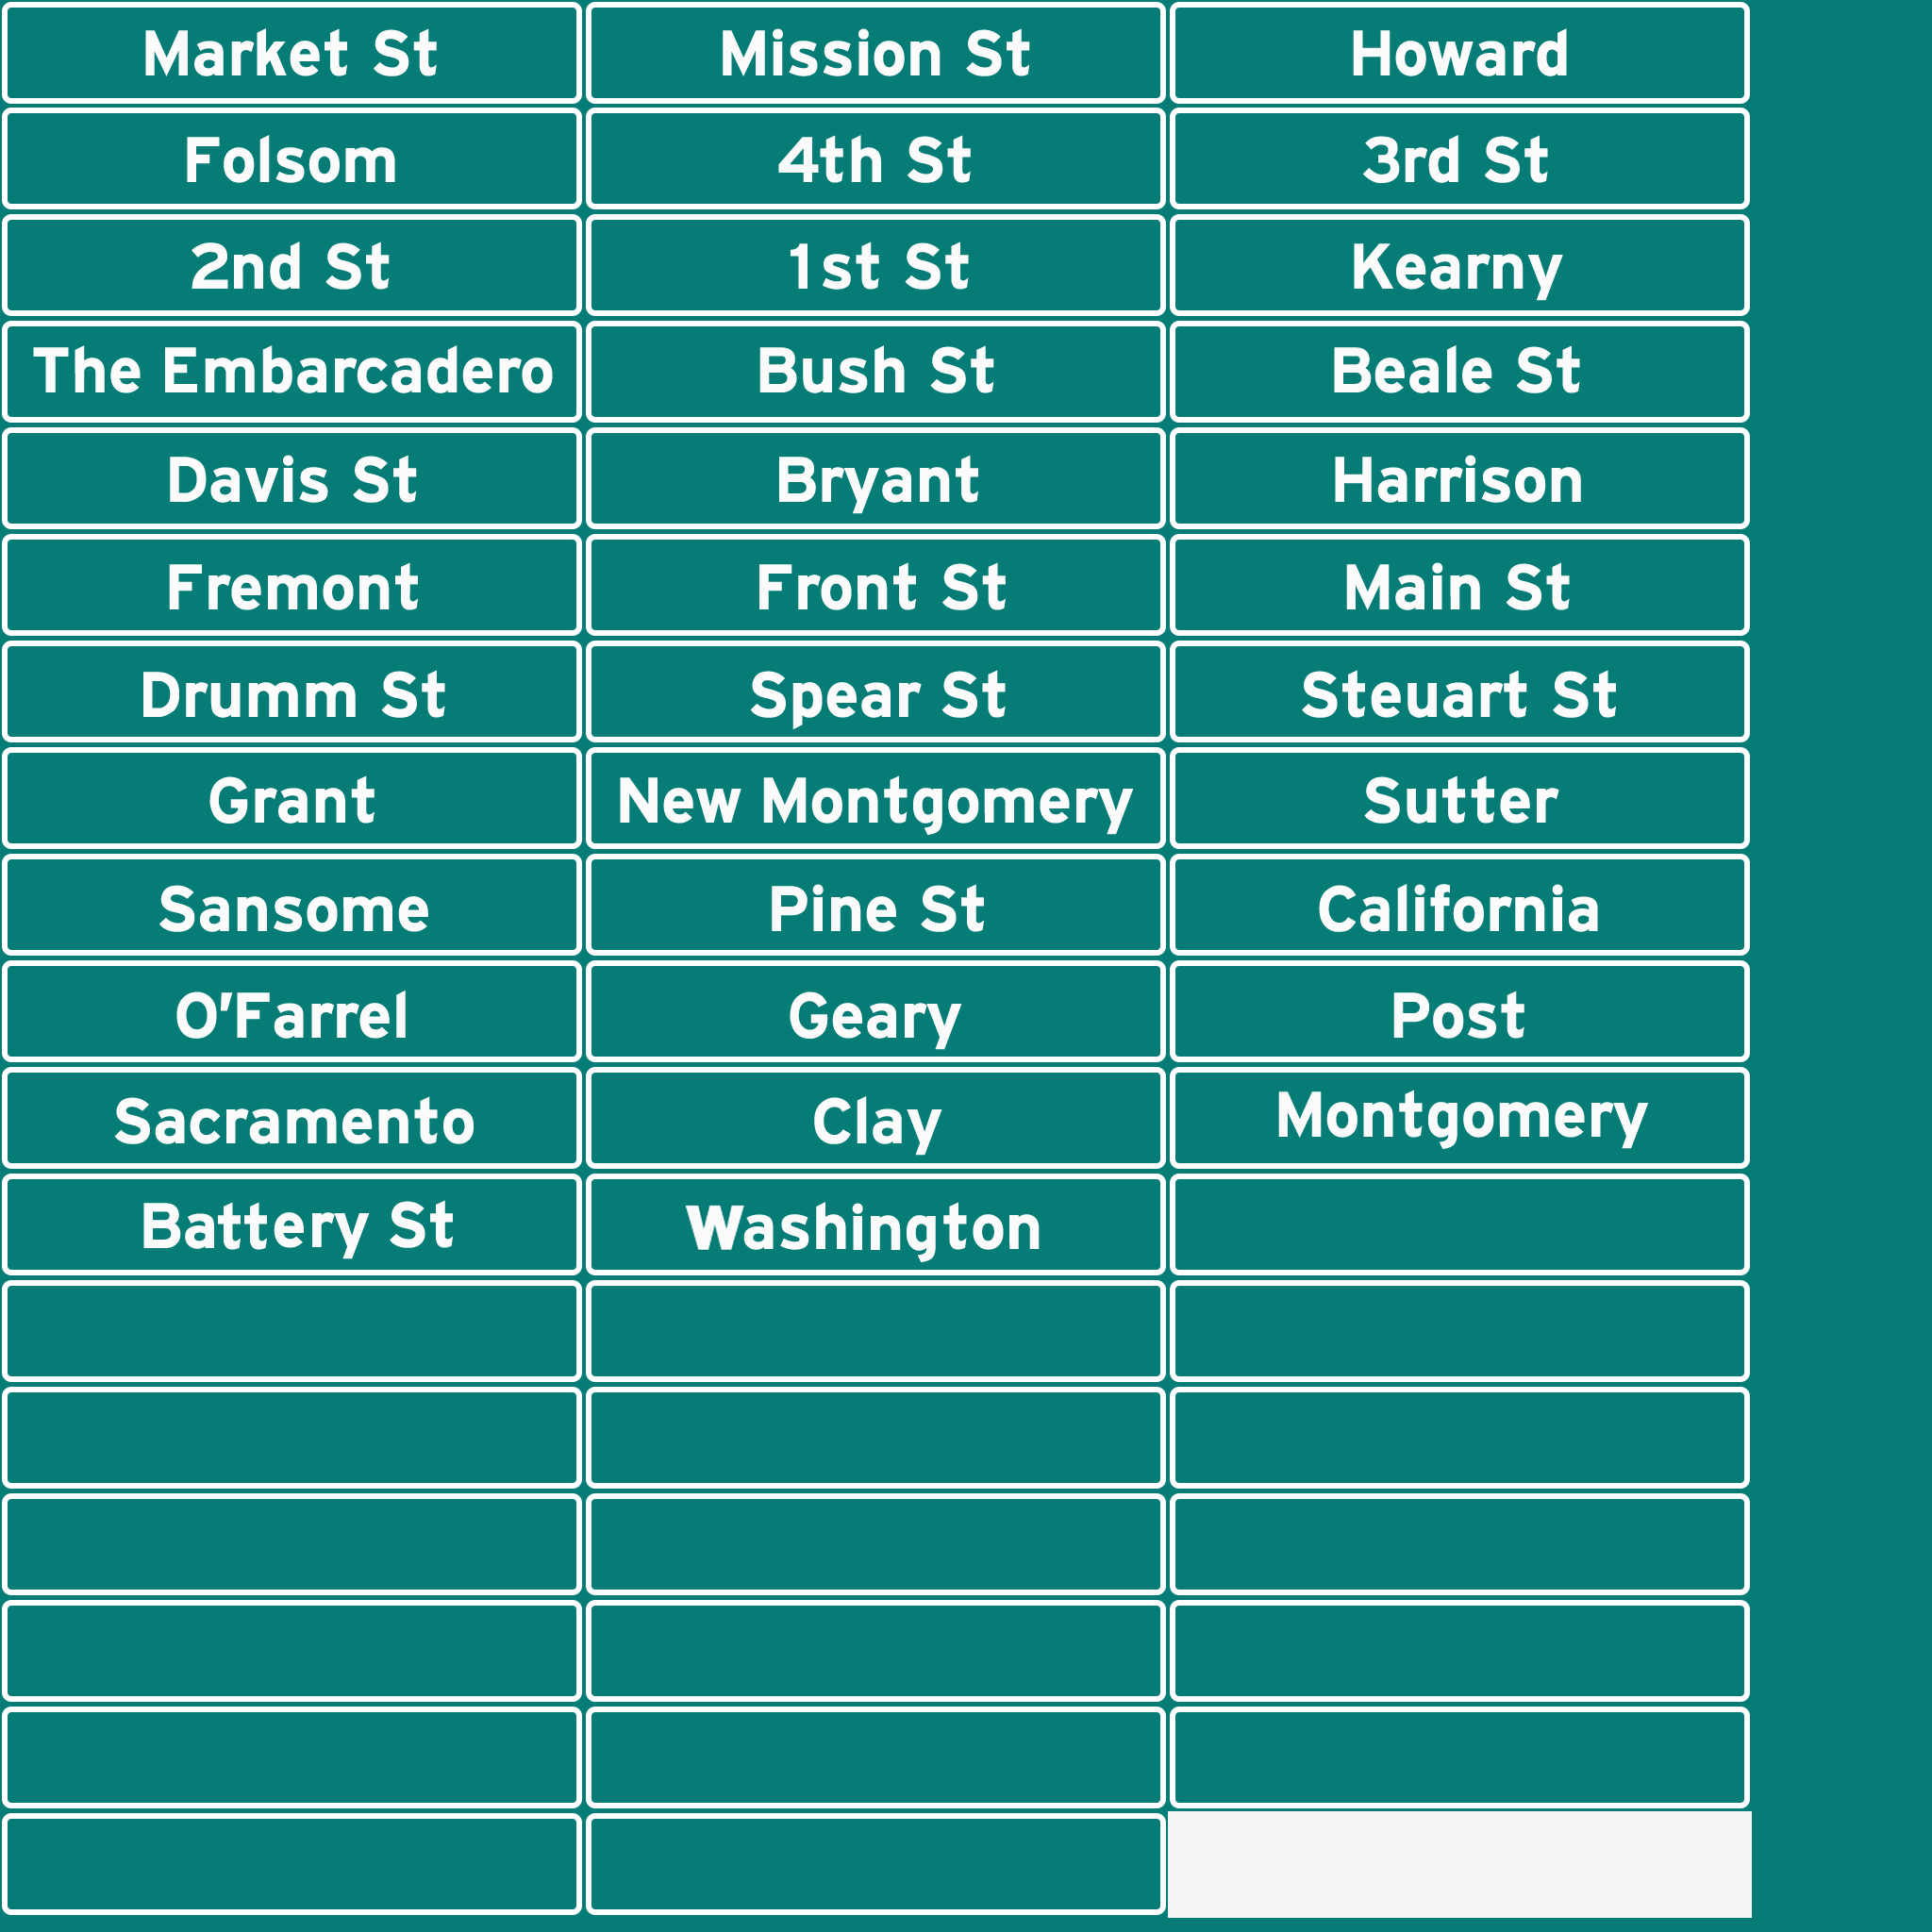 Market St
Mission St
Howard
Folsom
4th St
3rd St
2nd St
1st St
Kearny
The Embarcadero
Bush St
Beale St
Davis St
Bryant
Harrison
Fremont
Front St
Main St
Drumm St
Spear St
Steuart St
Grant
New Montgomery
Sutter
Sansome
Pine St
California
O'Farrel
Geary
Post
Sacramento
Clay
Montgomery
Battery St
Washington